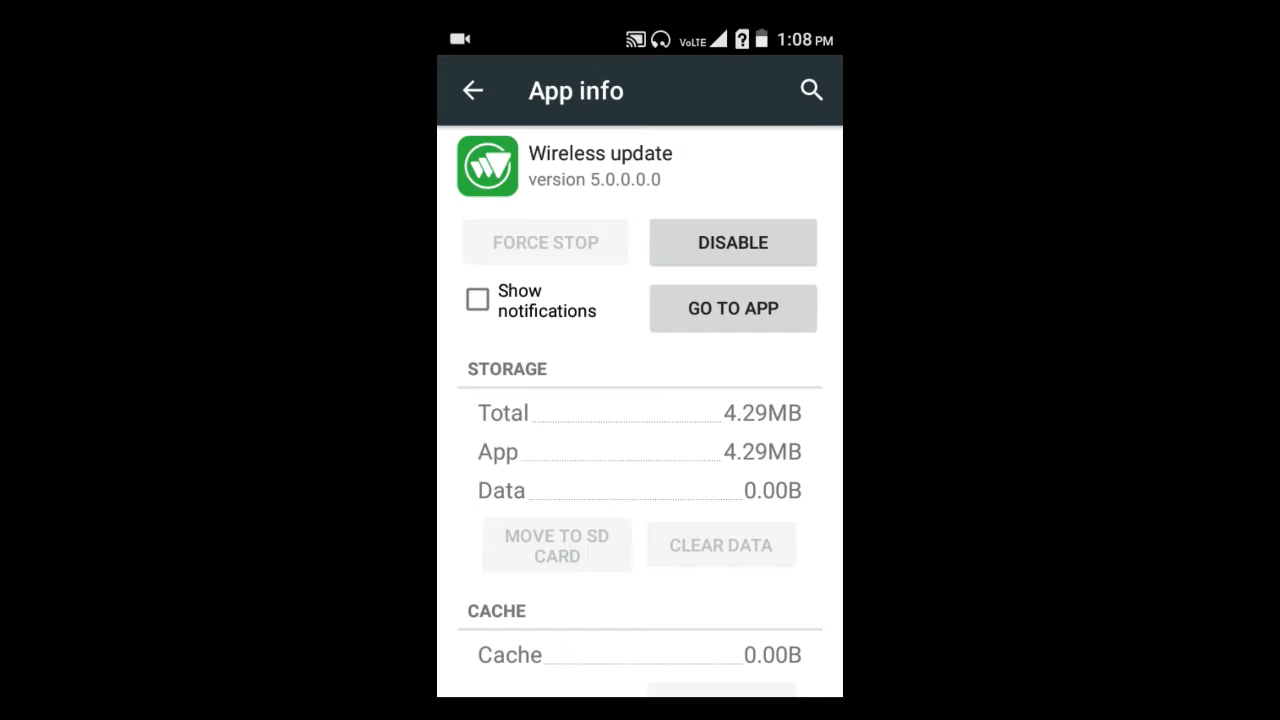 VoLTE ? 1:08 PM
App info
Wireless update
version 5.0.0.0.0
FORCE STOP DISABLE
Show
notifications
GO TO APP
STORAGE
Total 4.29MB
App 4.29MB
Data 0.00B
MOVE TO SD
CARD
CLEAR DATA
CACHE
Cache 0.00B